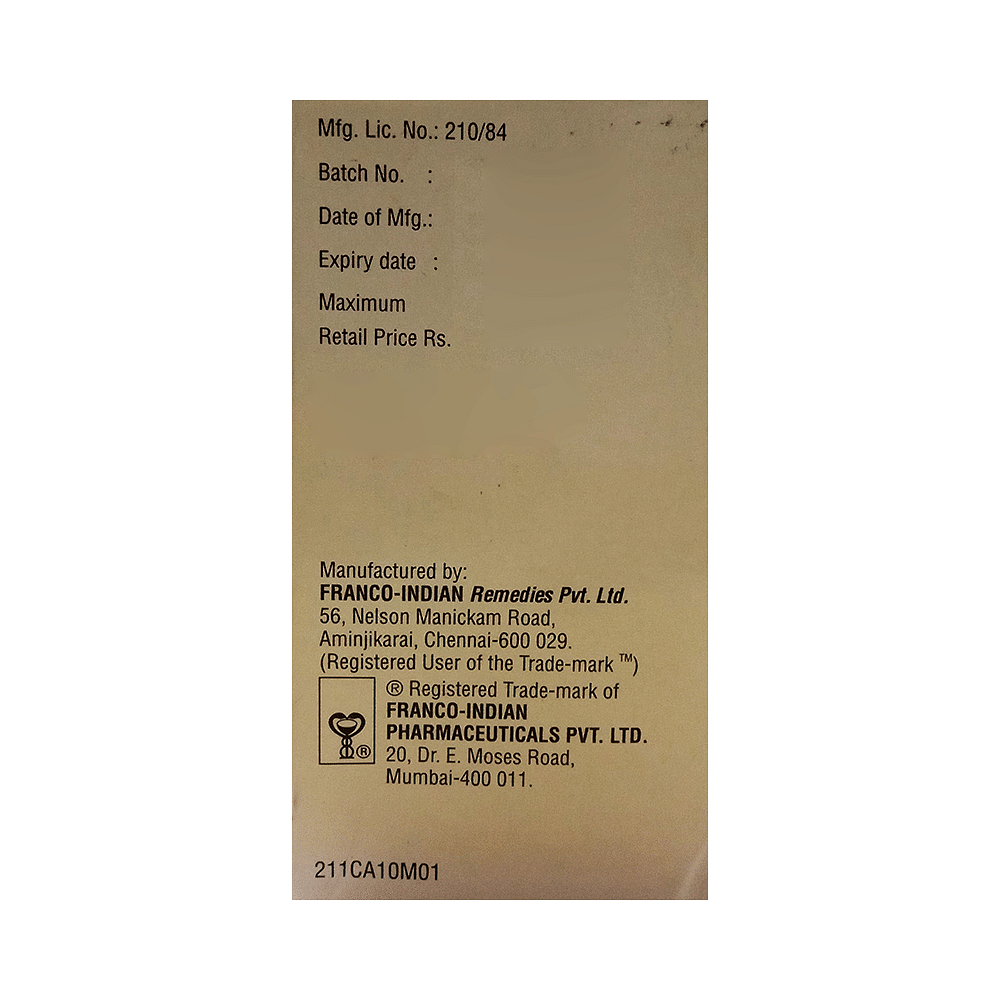 Mfg. Lic. No.: 210/84
Batch No. :
Date of Mfg.:
Expiry date :
Maximum
Retail Price Rs.
Manufactured by:
FRANCO-INDIAN Remedies Pvt. Ltd.
56, Nelson Manickam Road,
Aminjikarai, Chennai-600 029.
(Registered User of the Trade-mark ™)
® Registered Trade-mark of
FRANCO-INDIAN
PHARMACEUTICALS PVT. LTD.
20, Dr. E. Moses Road,
Mumbai-400 011.
®
211CA10M01